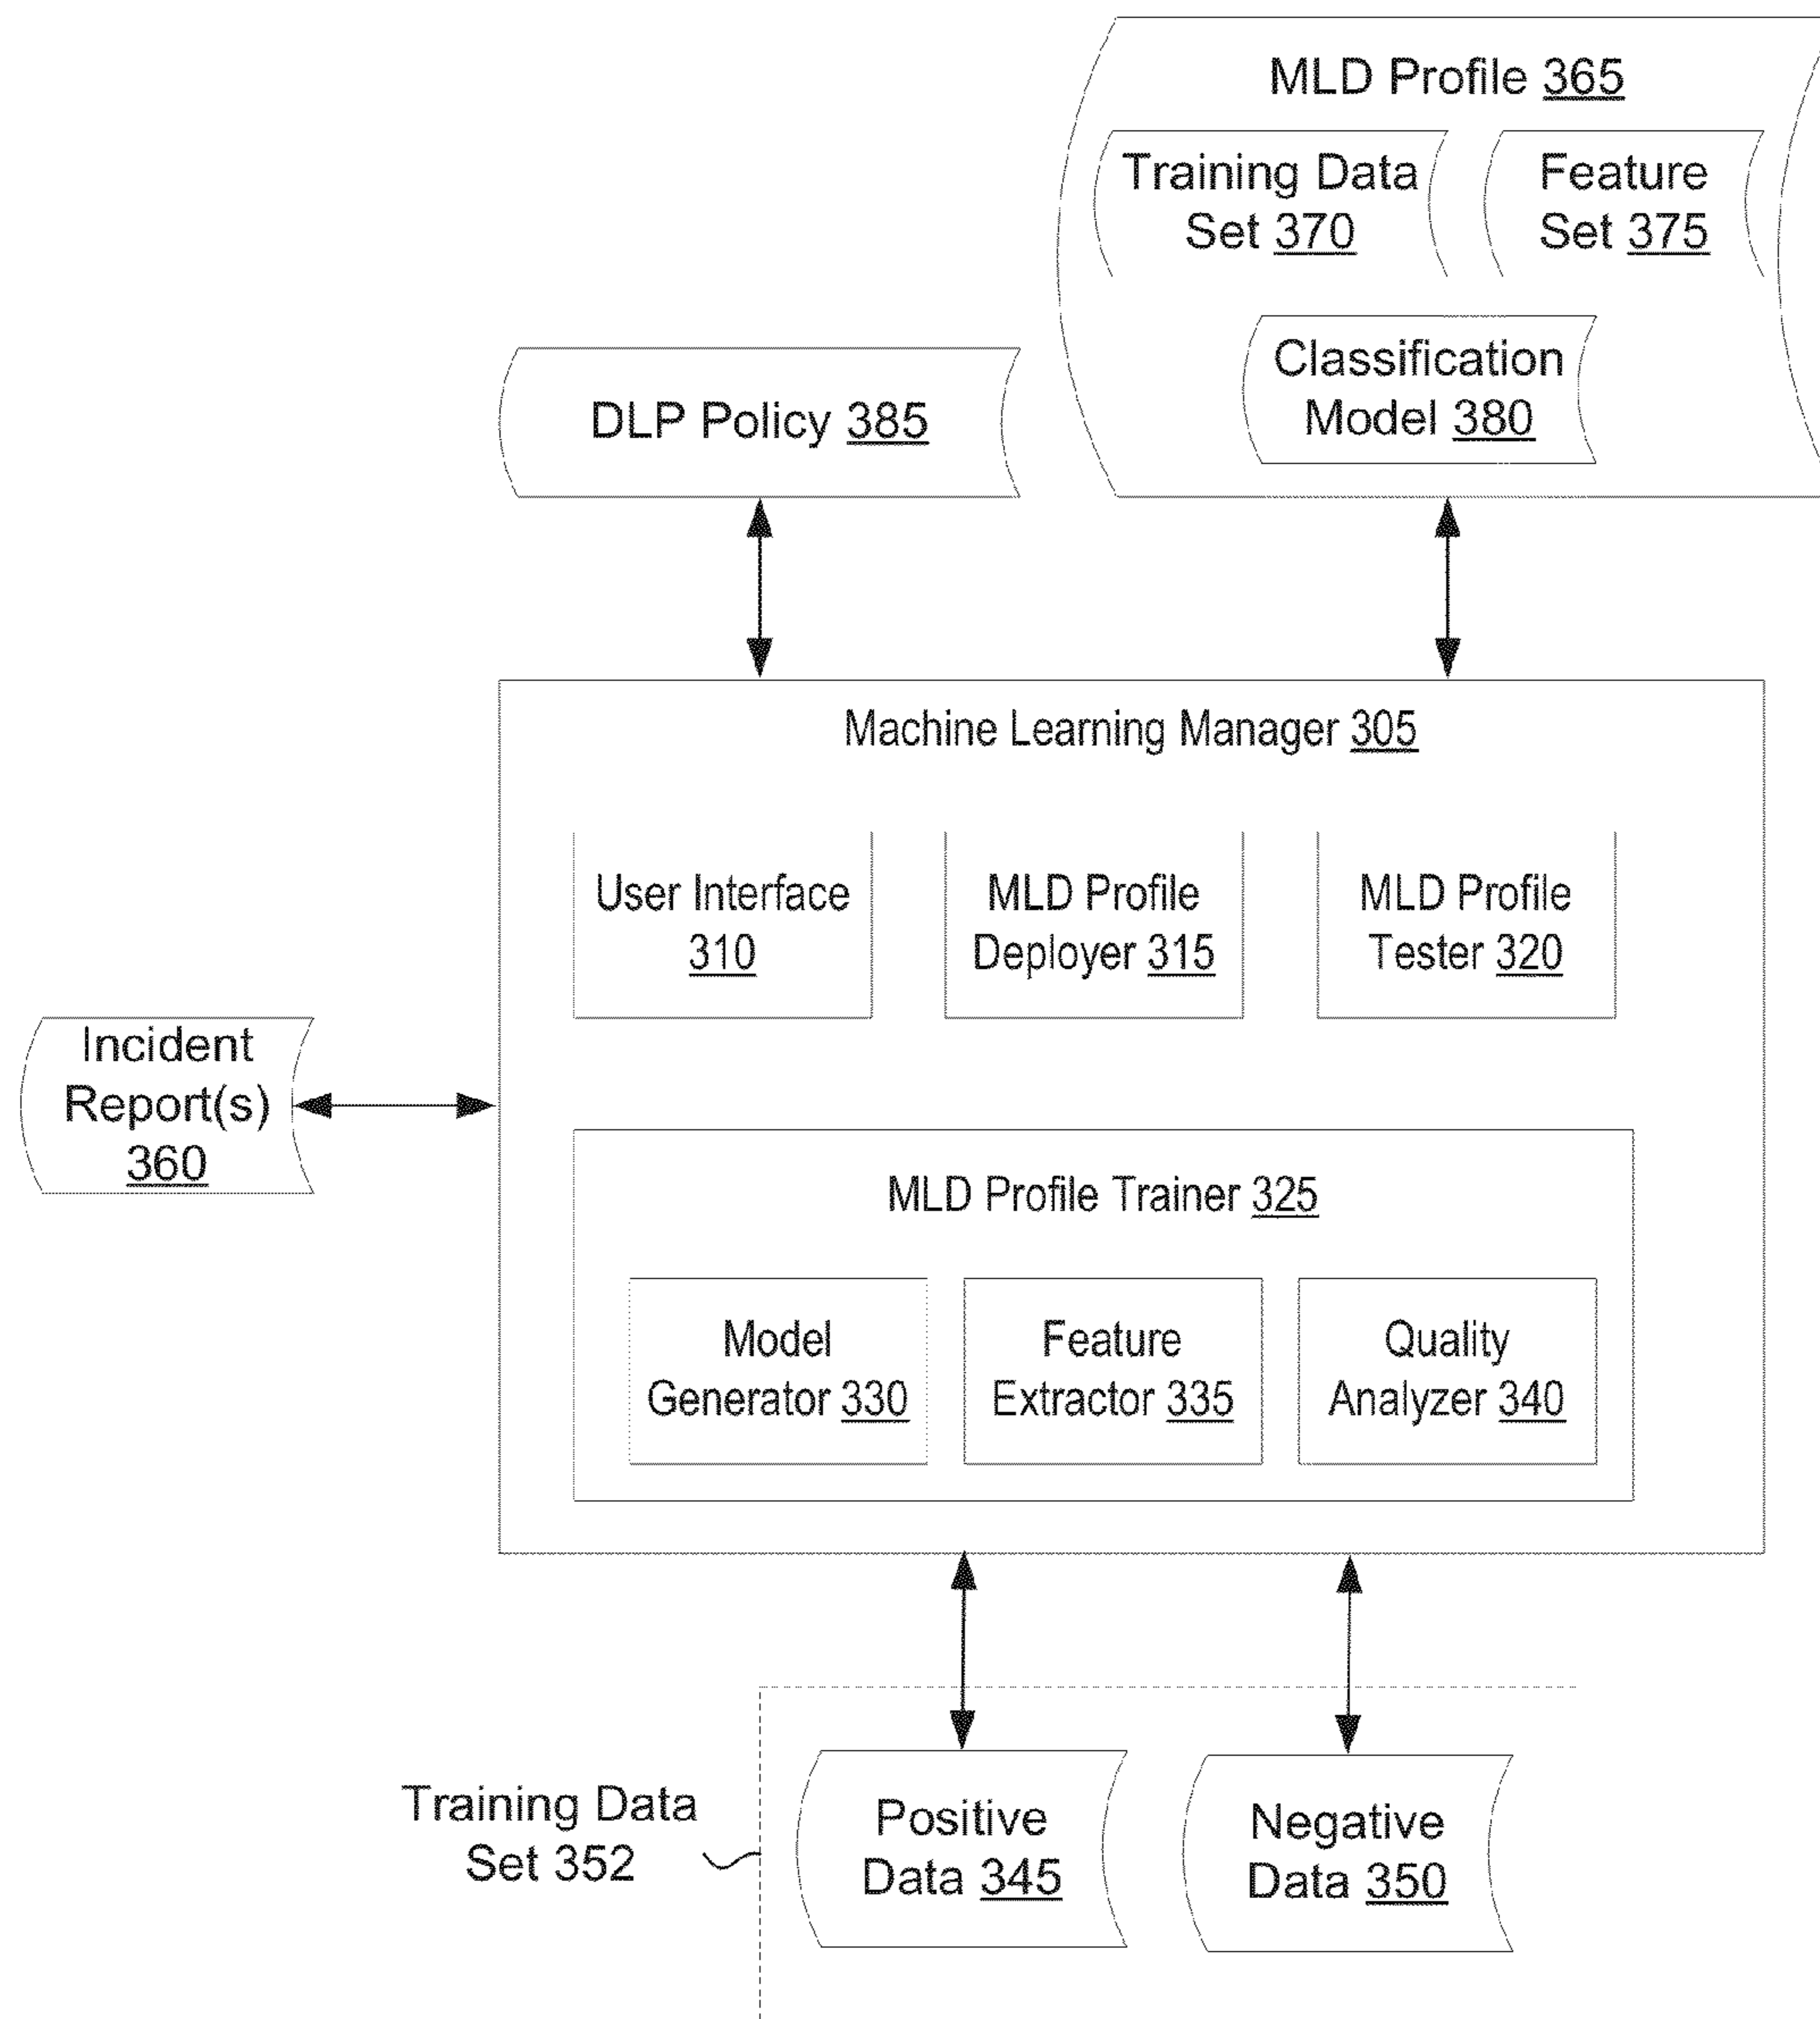 MLD Profile 365
Training Data
Set 370
Feature
Set 375
Classification
Model 380
DLP Policy 385
Machine Learning Manager 305
User Interface
310
MLD Profile
Deployer 315
MLD Profile
Tester 320
Incident
Report(s)
360
MLD Profile Trainer 325
Model
Generator 330
Feature
Extractor 335
Quality
Analyzer 340
Training Data
Set 352
Positive
Data 345
Negative
Data 350